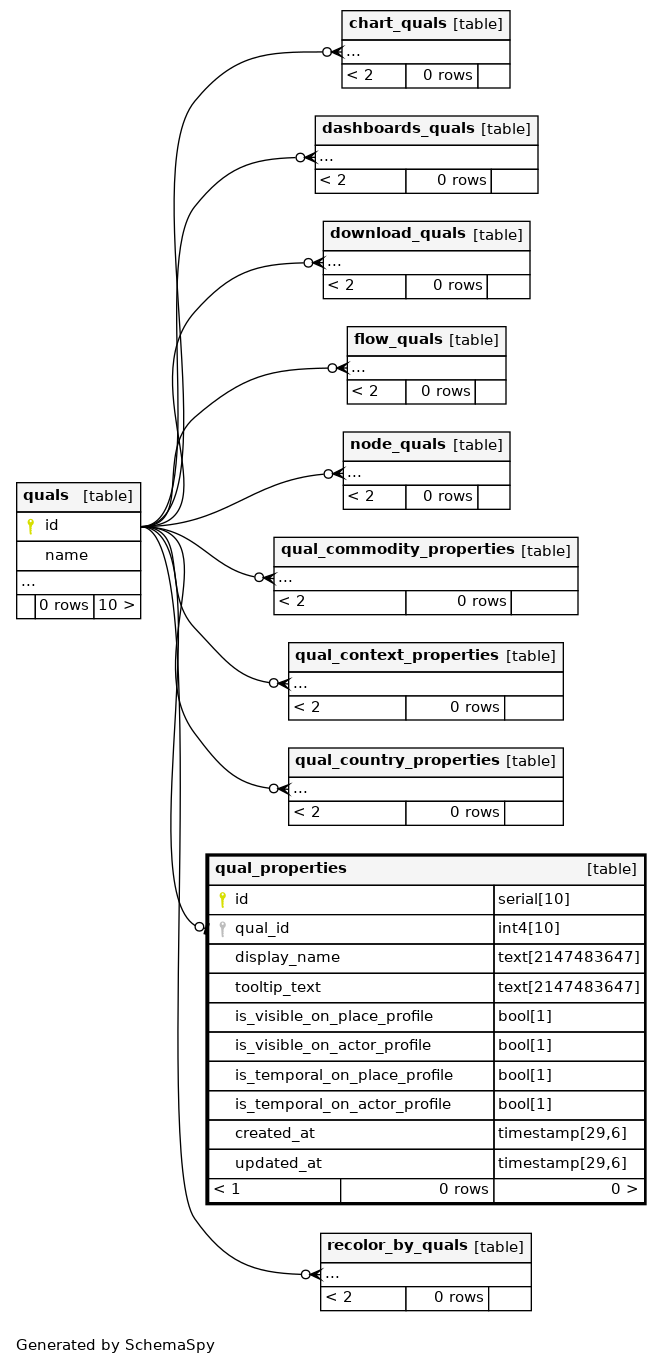 chart_quals [table]
...
< 2 0 rows
dashboards_quals [table]
...
< 2 0 rows
download_quals [table]
...
< 2 0 rows
flow_quals [table]
...
< 2 0 rows
node_quals [table]
...
< 2 0 rows
quals [table]
id
name
...
0 rows 10 >
qual_commodity_properties [table]
...
< 2 0 rows
qual_context_properties [table]
...
< 2 0 rows
qual_country_properties [table]
...
< 2 0 rows
qual_properties [table]
id serial[10]
qual_id int4[10]
display_name text[2147483647]
tooltip_text text[2147483647]
is_visible_on_place_profile bool[1]
is_visible_on_actor_profile bool[1]
is_temporal_on_place_profile bool[1]
is_temporal_on_actor_profile bool[1]
created_at timestamp[29,6]
updated_at timestamp[29,6]
< 1 0 rows 0 >
recolor_by_quals [table]
...
< 2 0 rows
Generated by SchemaSpy